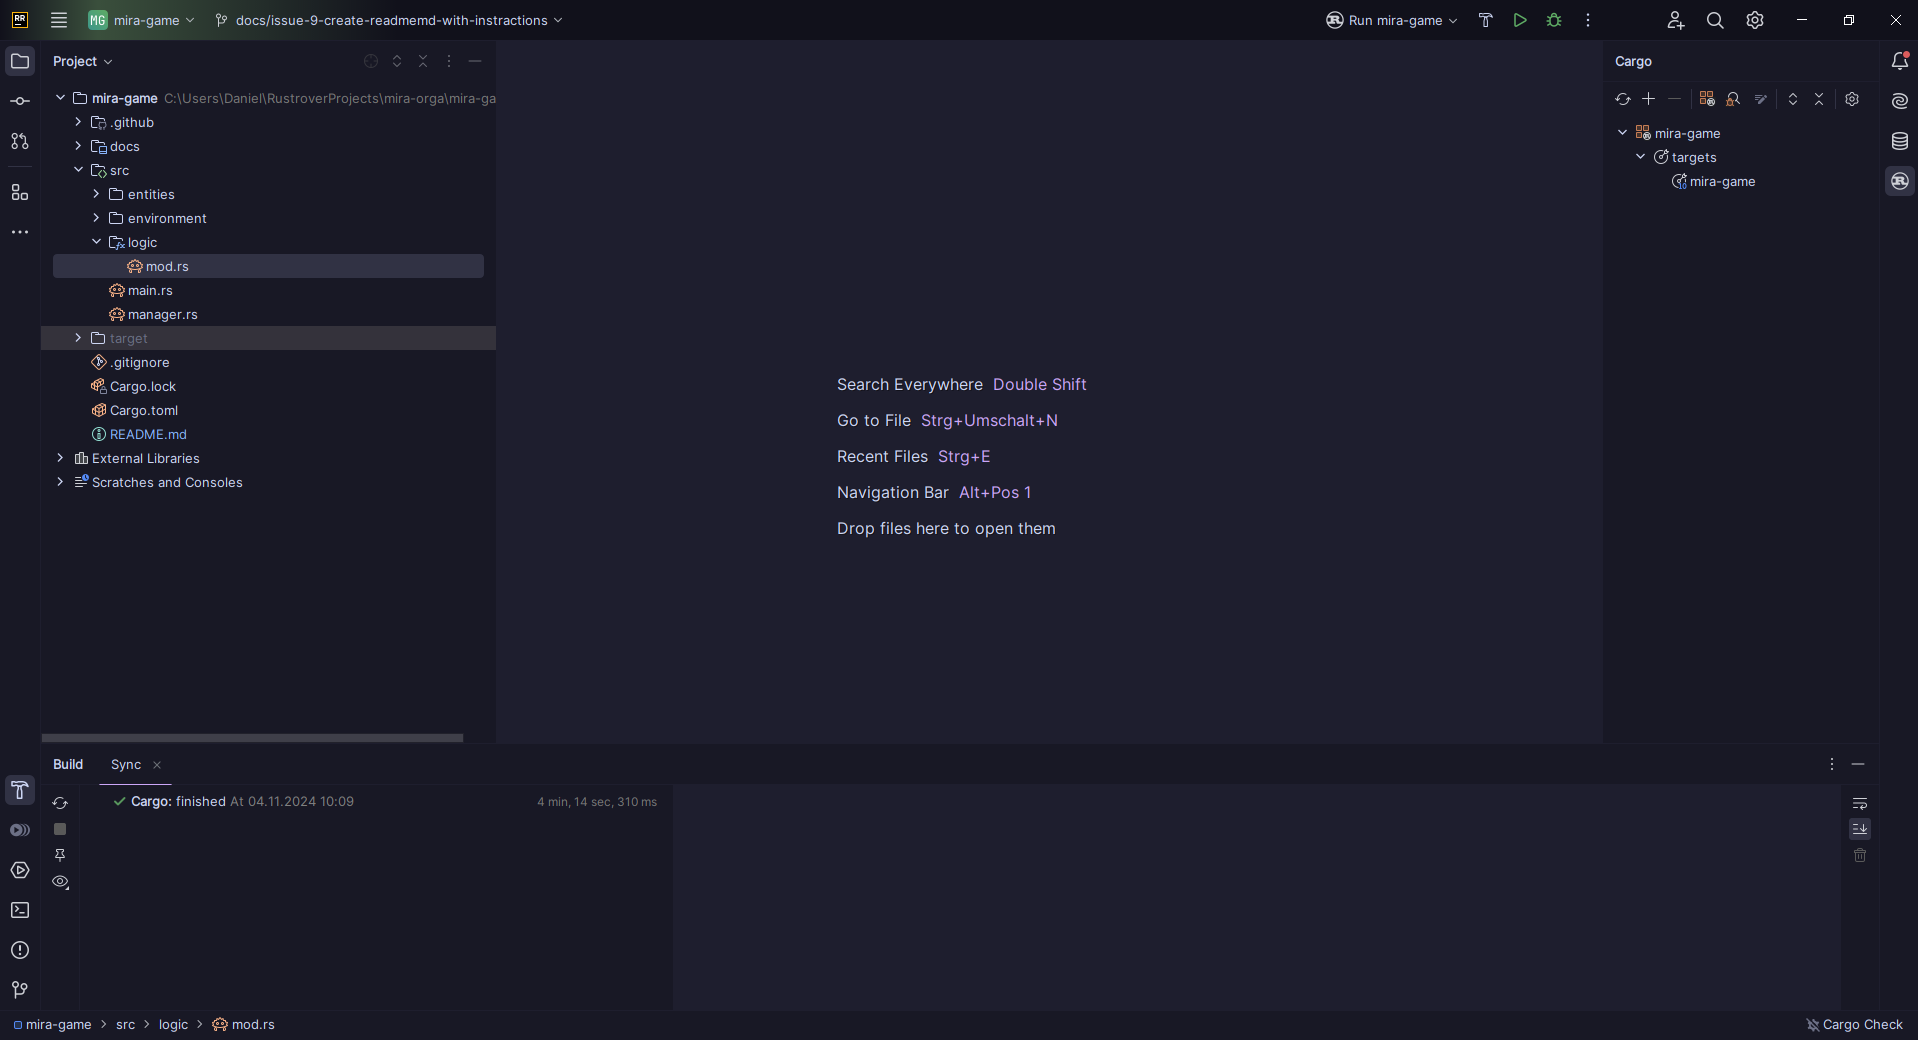 RR
MG mira-game docs/issue-9-create-readmemd-with-instractions Run mira-game
Project
mira-game C:\Users\Daniel\RustroverProjects\mira-orga\mira-ga
.github
docs
src
entities
environment
logic
mod.rs
main.rs
manager.rs
target
.gitignore
Cargo.lock
Cargo.toml
README.md
External Libraries
Scratches and Consoles
Search Everywhere Double Shift
Go to File Strg+Umschalt+N
Recent Files Strg+E
Navigation Bar Alt+Pos 1
Drop files here to open them
Cargo
mira-game
targets
mira-game
Build Sync
Cargo: finished At 04.11.2024 10:09 4 min, 14 sec, 310 ms
mira-game src logic mod.rs
Cargo Check